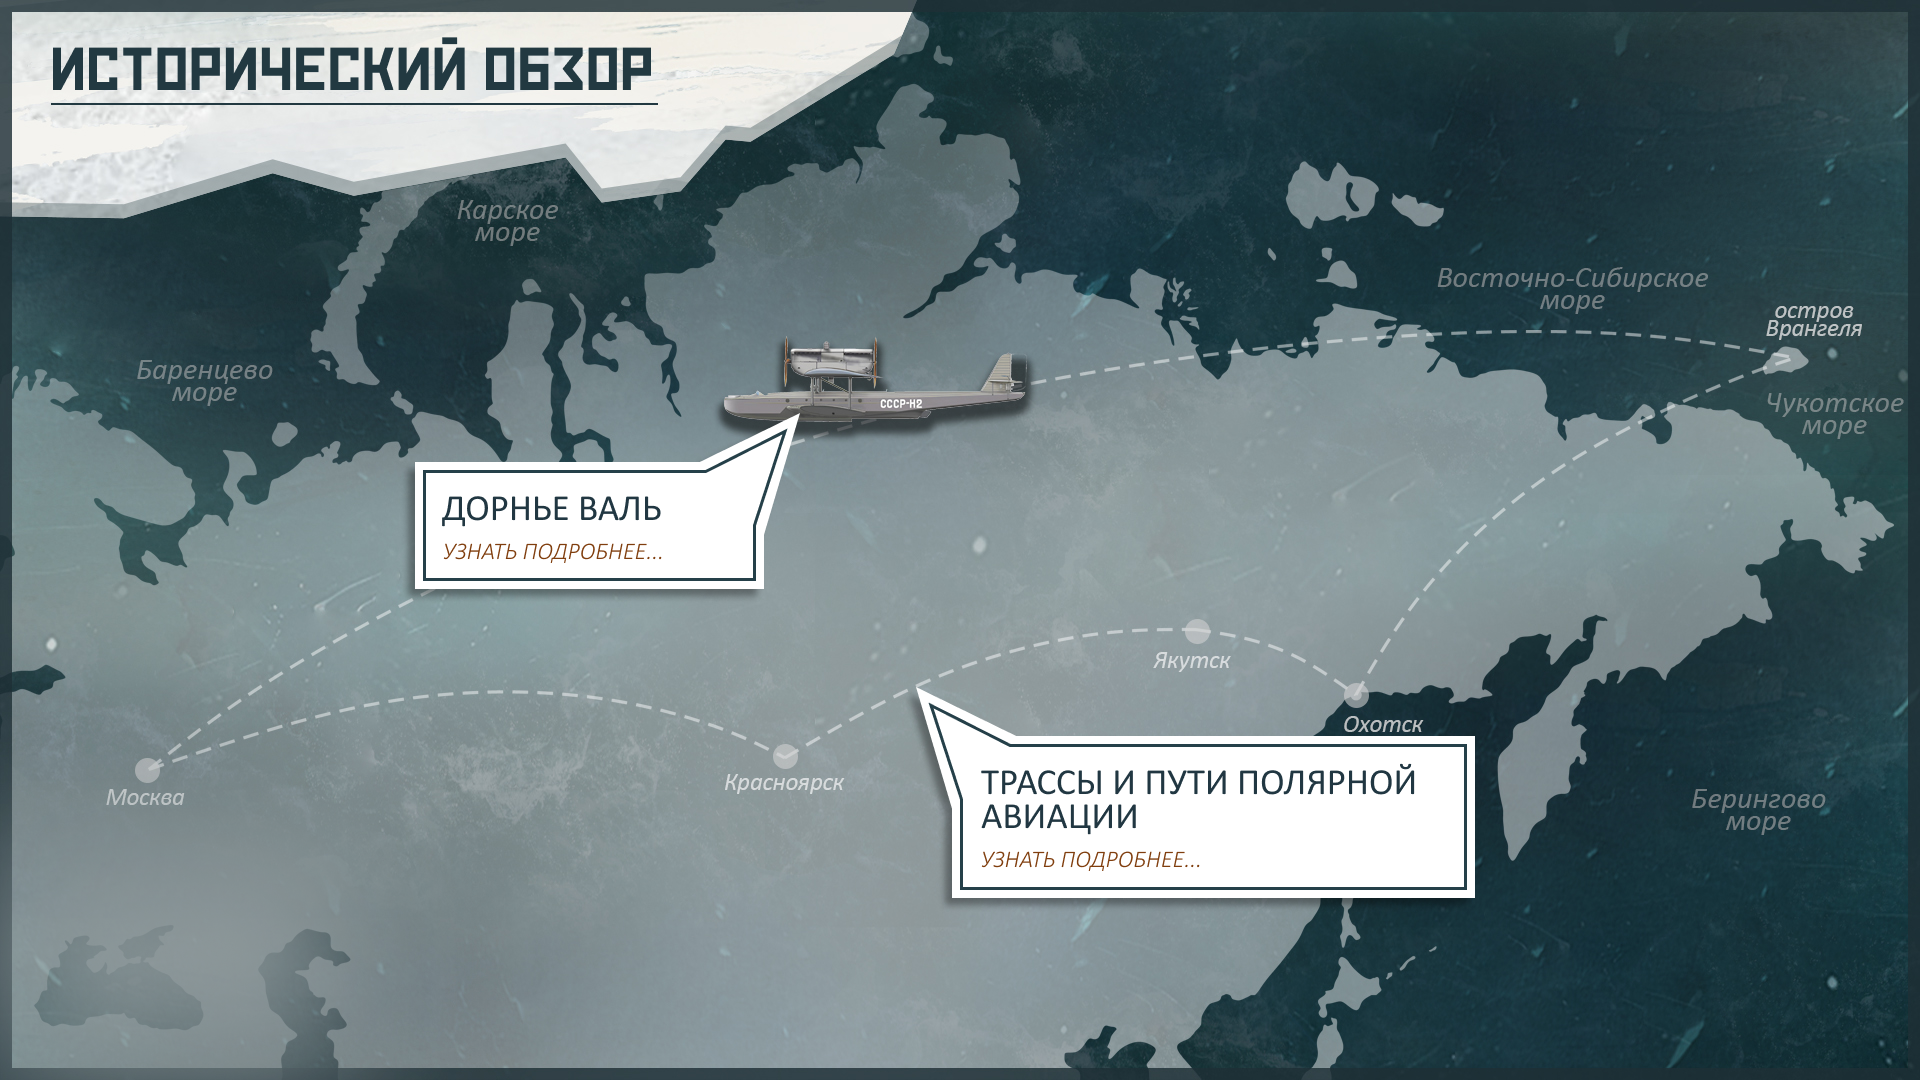 ИСТОРИЧЕСКИЙ ОБЗОР
Карское
море
Восточно-Сибирское
море
остров
Врангеля
Баренцево
море
Чукотское
море
СССР-Н2
ДОРНЬЕ ВАЛЬ
УЗНАТЬ ПОДРОБНЕЕ...
Якутск
Охотск
Москва
Красноярск
ТРАССЫ И ПУТИ ПОЛЯРНОЙ
АВИАЦИИ
УЗНАТЬ ПОДРОБНЕЕ...
Берингово
море